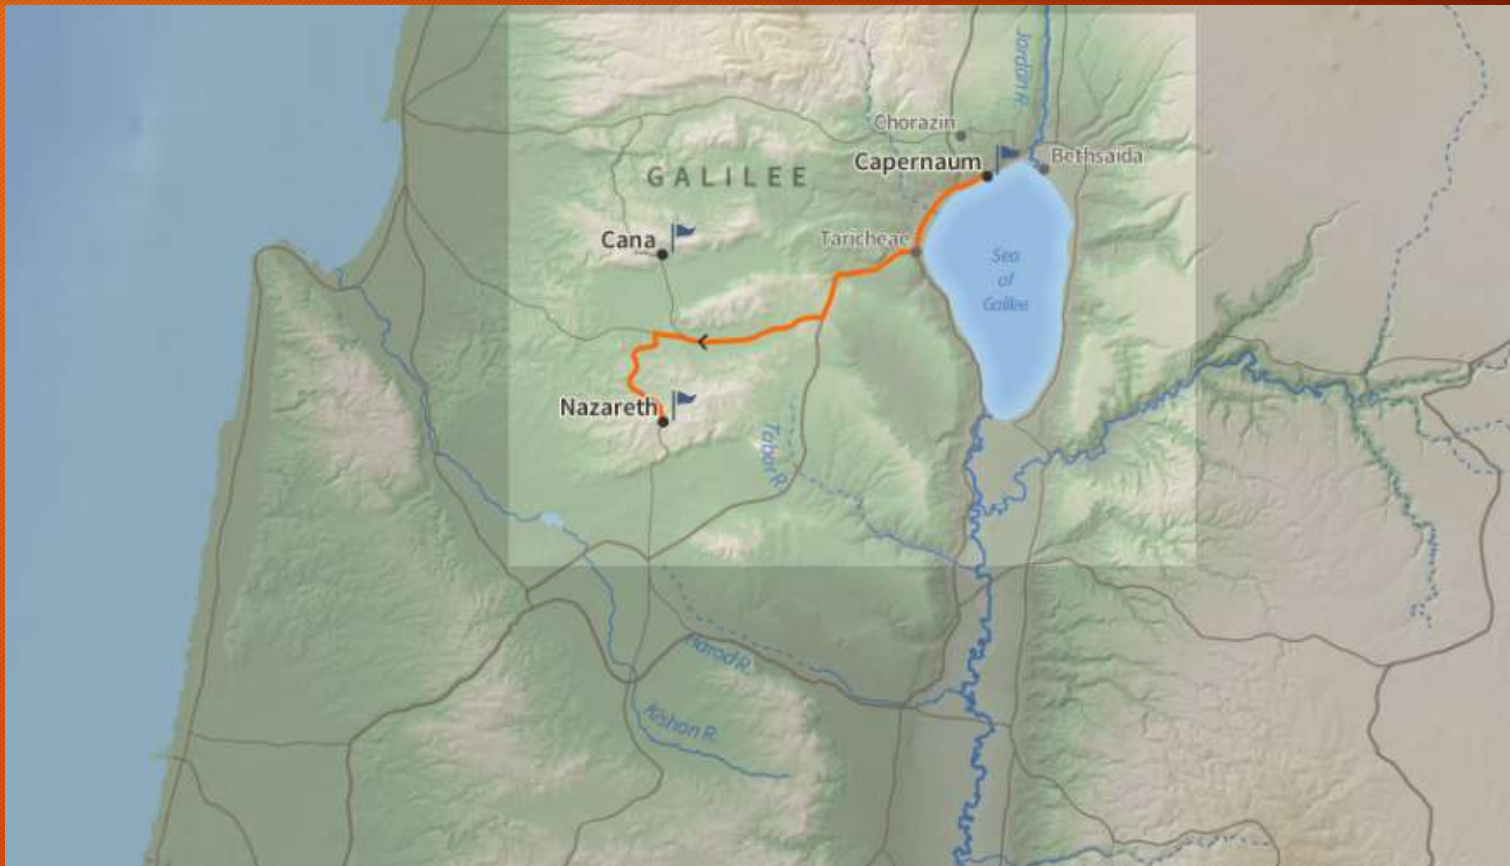 Jordan R.
Chorazin
Capernaum
Bethsaida
GALILEE
Cana
Taricheae
Sea
of
Galilee
Nazareth
Tabor R.
Harod R.
Kishon R.